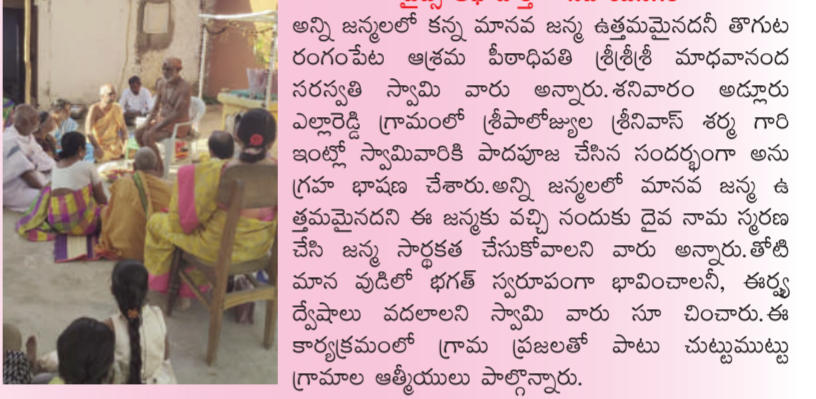 అన్ని జన్మలలో కన్న మానవ జన్మ ఉత్తమమైనదనీ తొగుట
రంగంపేట ఆశ్రమ పీఠాధిపతి శ్రీశ్రీశ్రీ మాధవానంద
సరస్వతి స్వామి వారు అన్నారు.శనివారం అడ్లూరు
ఎల్లారెడ్డి గ్రామంలో శ్రీపాలోజ్యుల శ్రీనివాస్ శర్మ గారి
ఇంట్లో స్వామివారికి పాదపూజ చేసిన సందర్భంగా అను
గ్రహ భాషణ చేశారు.అన్ని జన్మలలో మానవ జన్మ ఉ
త్తమమైనదని ఈ జన్మకు వచ్చి నందుకు దైవ నామ స్మరణ
చేసి జన్మ సార్థకత చేసుకోవాలని వారు అన్నారు.తోటి
మాన వుడిలో భగత్ స్వరూపంగా భావించాలనీ, ఈర్ష్య
ద్వేషాలు వదలాలని స్వామి వారు సూ చించారు.ఈ
కార్యక్రమంలో గ్రామ ప్రజలతో పాటు చుట్టుముట్టు
గ్రామాల ఆత్మీయులు పాల్గొన్నారు.